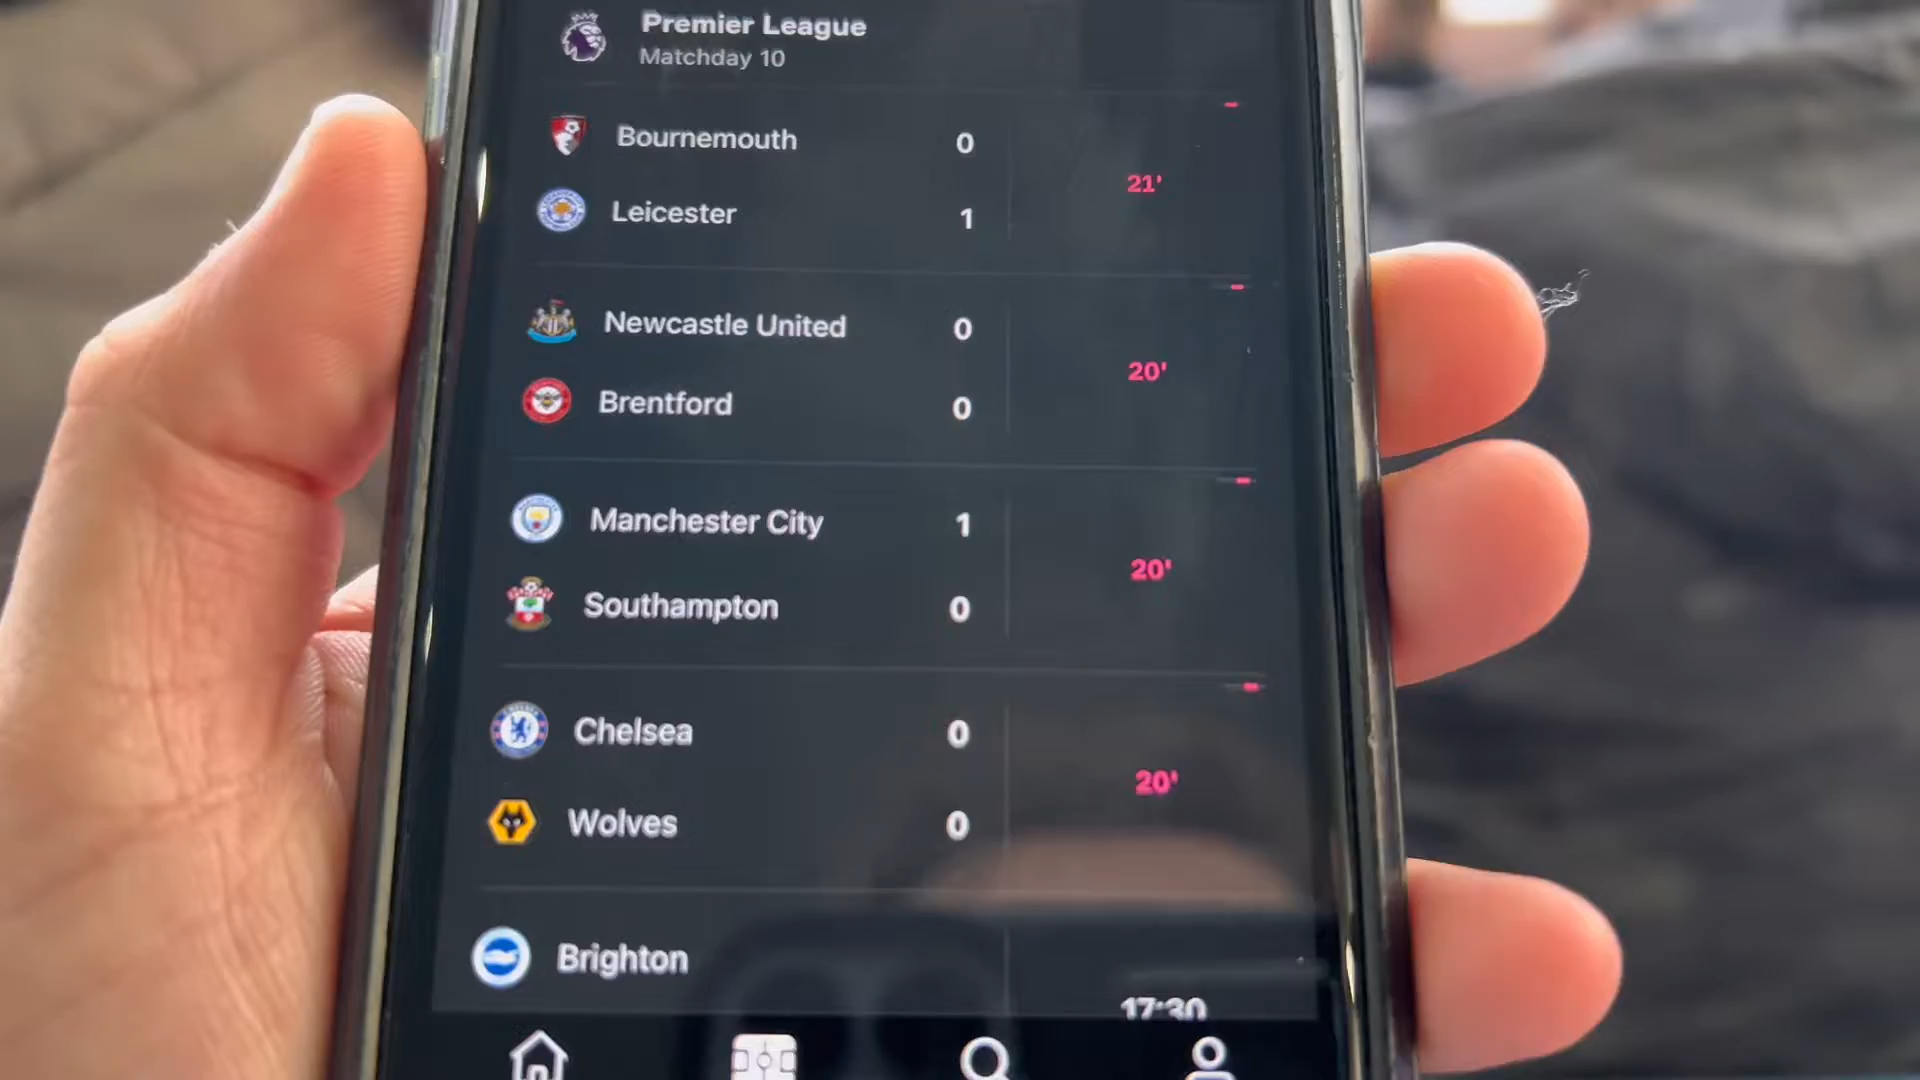 Premier League
Matchday 10
Bournemouth 0
21'
Leicester 1
Newcastle United 0
20'
Brentford 0
Manchester City 1
20'
Southampton 0
Chelsea 0
20'
Wolves 0
Brighton
17:30